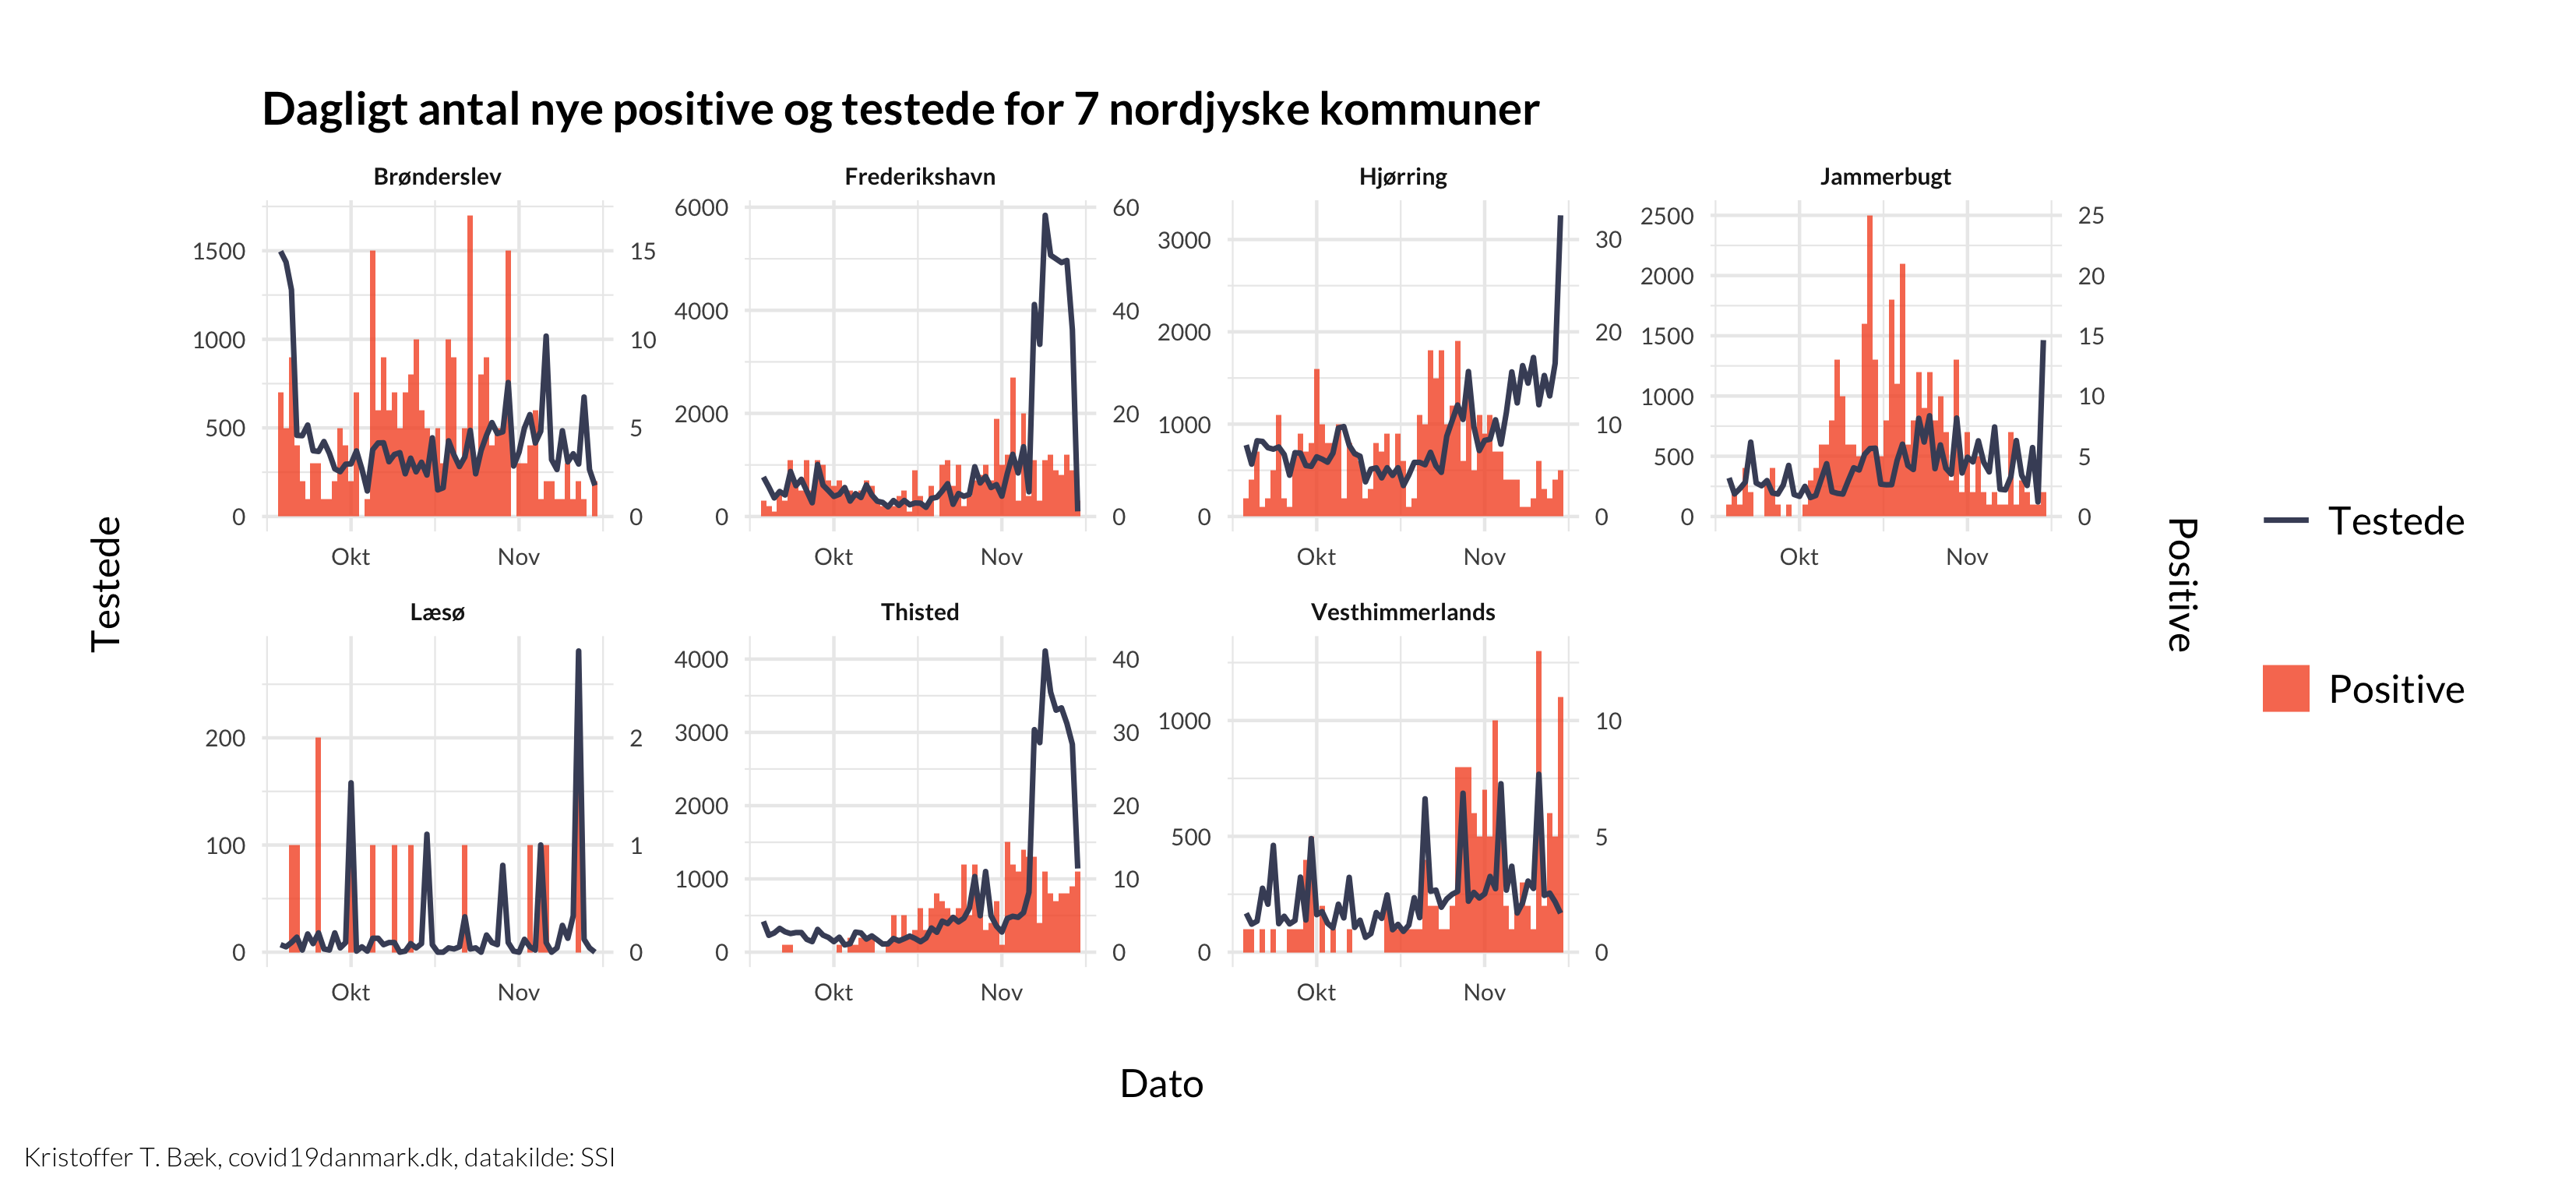 Dagligt antal nye positive og testede for 7 nordjyske kommuner
Brønderslev
1500
1000
500
0
15
10
5
0
Okt Nov
Frederikshavn
6000
4000
2000
0
60
40
20
0
Okt Nov
Hjørring
3000
2000
1000
0
30
20
10
0
Okt Nov
Jammerbugt
2500
2000
1500
1000
500
0
25
20
15
10
5
0
Okt Nov
Læsø
200
100
0
2
1
0
Okt Nov
Thisted
4000
3000
2000
1000
0
40
30
20
10
0
Okt Nov
Vesthimmerlands
1000
500
0
10
5
0
Okt Nov
Testede
Positive
Testede
Positive
Dato
Kristoffer T. Bæk, covid19danmark.dk, datakilde: SSI